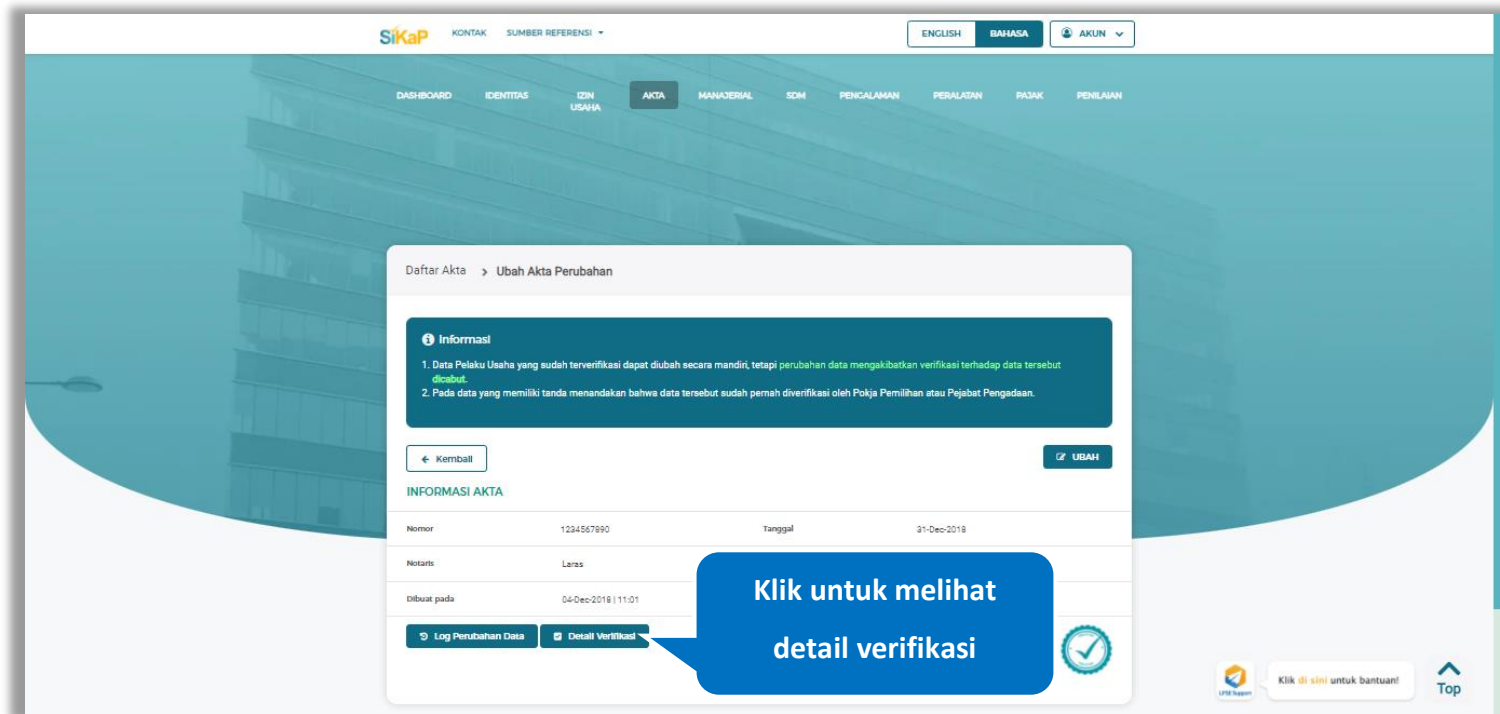 SiKaP KONTAK SUMBER REFERENSI ENGLISH BAHASA AKUN
DASHBOARD IDENTITAS IZIN USAHA AKTA MANAJERIAL SDM PENGALAMAN PERALATAN PAJAK PENILAIAN
Daftar Akta > Ubah Akta Perubahan
Informasi
1. Data Pelaku Usaha yang sudah terverifikasi dapat diubah secara mandiri, tetapi perubahan data mengakibatkan verifikasi terhadap data tersebut
dicabut.
2. Pada data yang memiliki tanda menandakan bahwa data tersebut sudah pernah diverifikasi oleh Pokja Pemilihan atau Pejabat Pengadaan.
← Kembali UBAH
INFORMASI AKTA
Nomor 1234567890 Tanggal 31-Dec-2018
Notaris Laras
Dibuat pada 04-Dec-2018 | 11:01
Log Perubahan Data Detail Verifikasi
Klik untuk melihat
detail verifikasi
LPSE Support Klik di sini untuk bantuan! Top